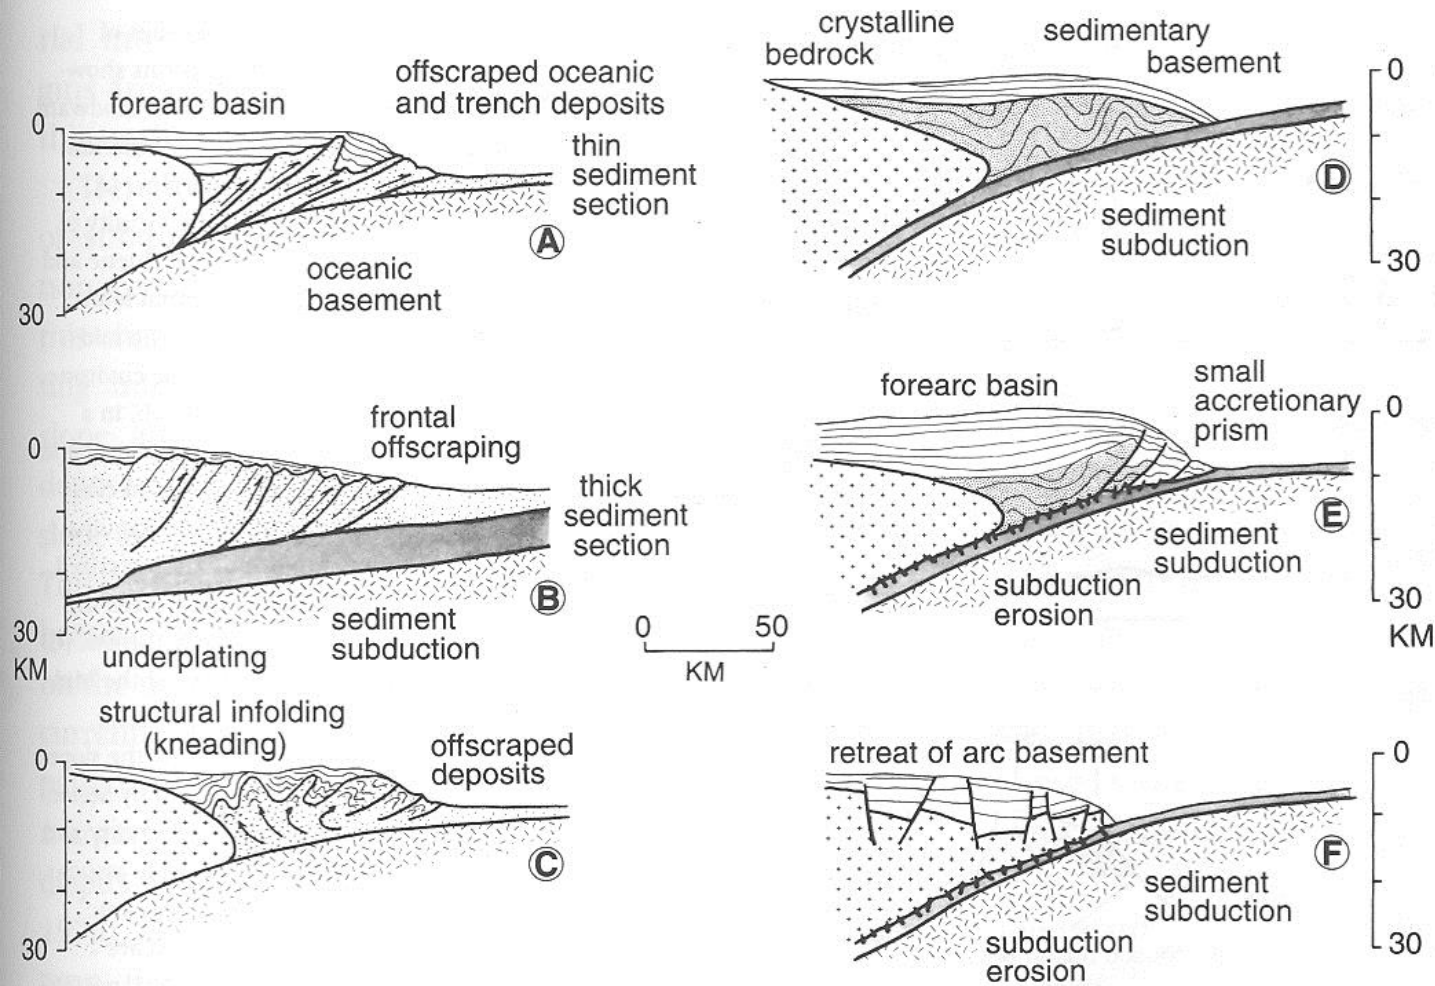 forearc basin
offscraped oceanic
and trench deposits
0
thin
sediment
section
A
oceanic
basement
30
frontal
offscraping
0
thick
sediment
section
B
30
KM
sediment
subduction
underplating
0 50
KM
structural infolding
(kneading)
offscraped
deposits
0
C
30
crystalline
bedrock
sedimentary
basement
0
D
sediment
subduction
30
forearc basin
small
accretionary
prism
0
E
sediment
subduction
subduction
erosion
30
KM
retreat of arc basement
0
F
sediment
subduction
subduction
erosion
30